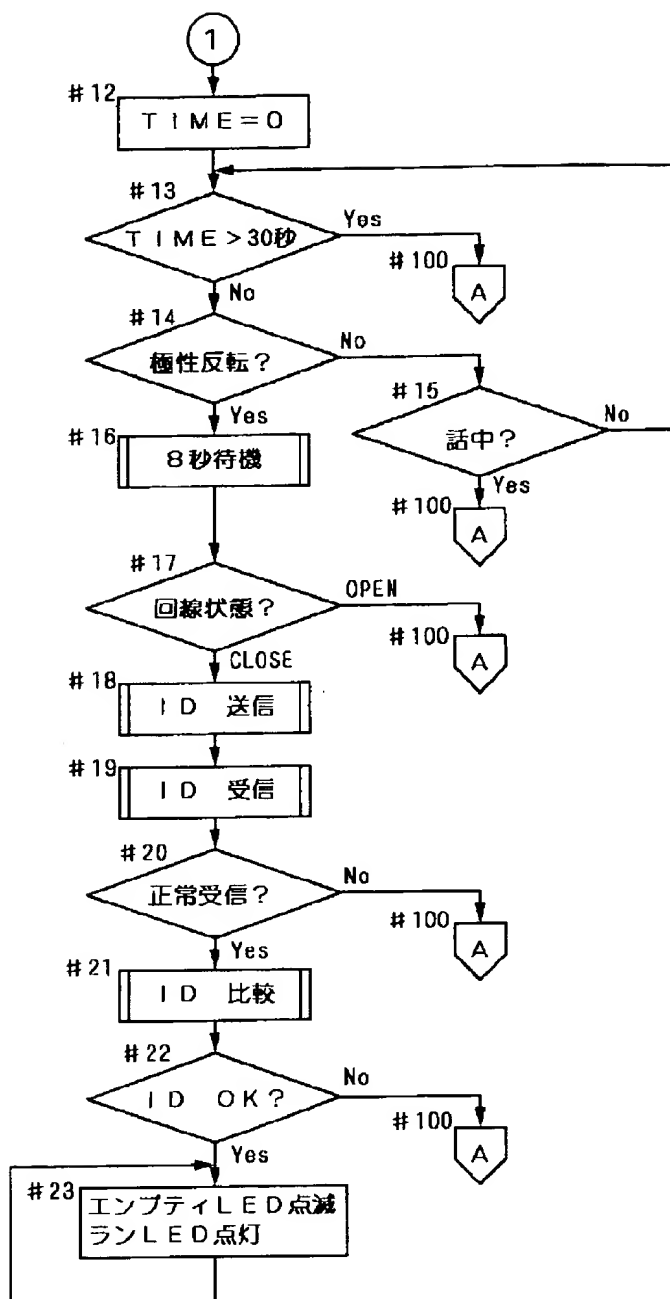 1
#12
TIME=0
#13
TIME>30秒
Yes
#100
A
No
#14
極性反転?
No
#15
話中?
No
Yes
#100
A
Yes
#16
8秒待機
#17
回線状態?
OPEN
#100
A
CLOSE
#18
ID 送信
#19
ID 受信
#20
正常受信?
No
#100
A
Yes
#21
ID 比較
#22
ID OK?
No
#100
A
Yes
#23
エンプティLED点滅
ランLED点灯